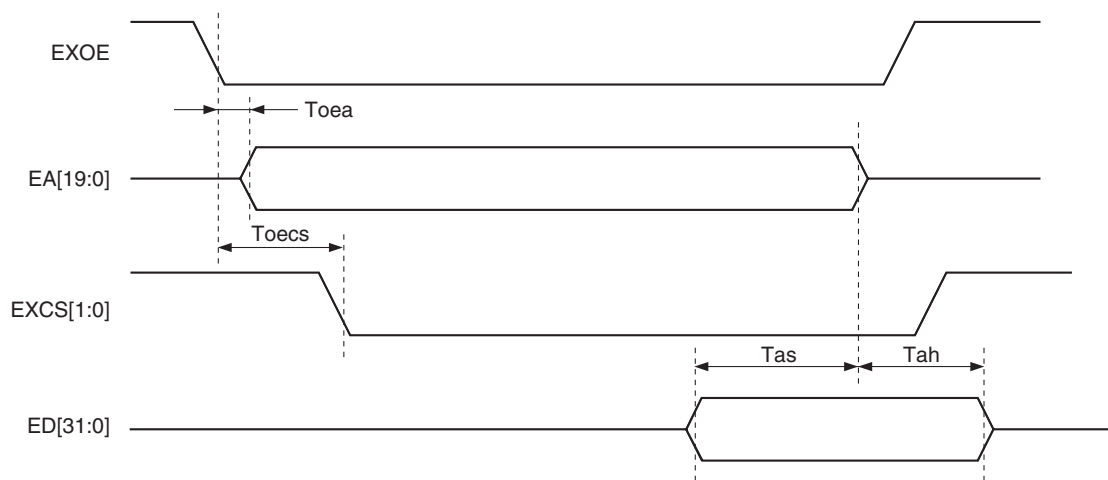 EXOE
Toea
EA[19:0]
Toecs
EXCS[1:0]
Tas
Tah
ED[31:0]